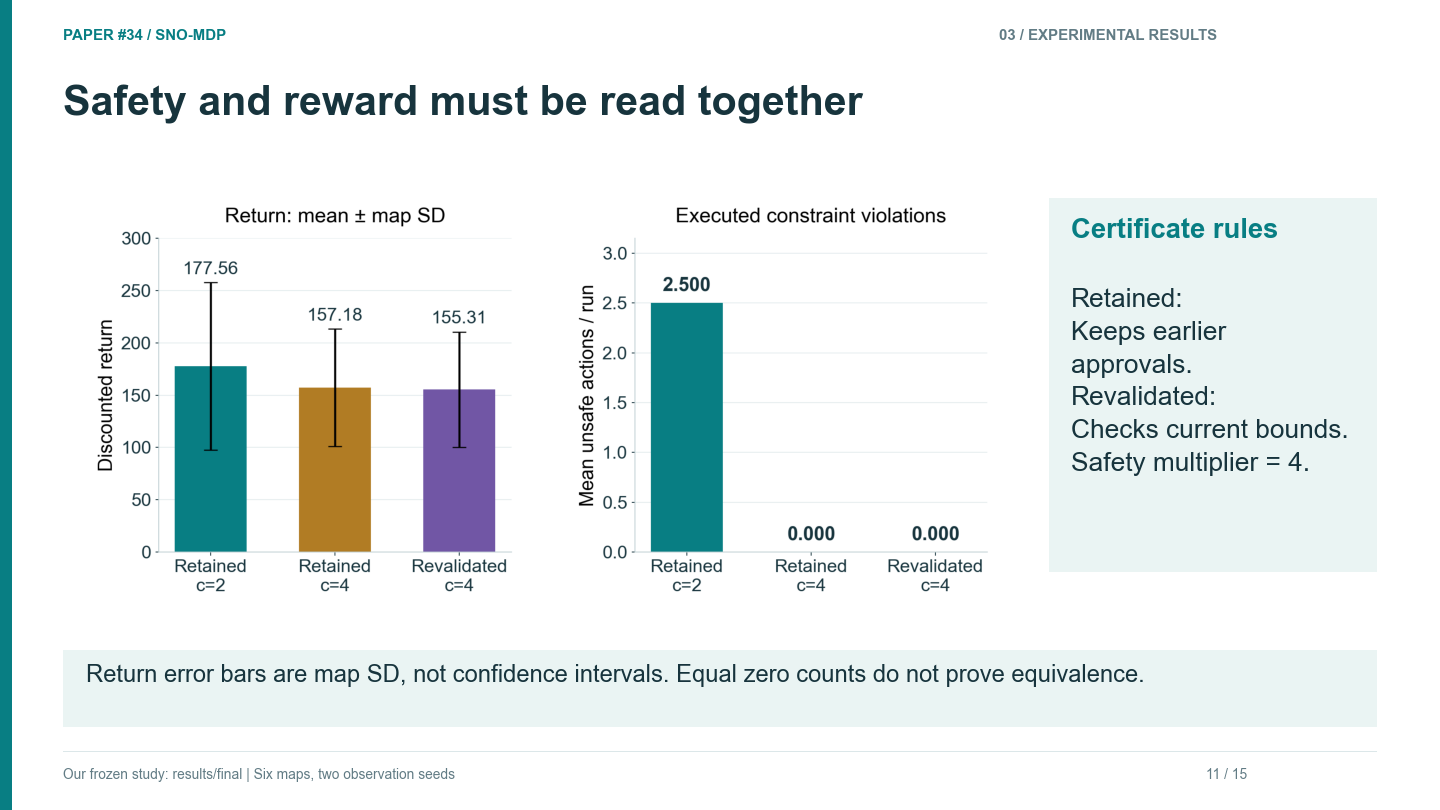 PAPER #34 / SNO-MDP
03 / EXPERIMENTAL RESULTS
Safety and reward must be read together
Return: mean ± map SD
Discounted return
300
250
200
150
100
50
0
177.56
157.18
155.31
Retained
c=2
Retained
c=4
Revalidated
c=4
Executed constraint violations
Mean unsafe actions / run
3.0
2.5
2.0
1.5
1.0
0.5
0.0
2.500
0.000
0.000
Retained
c=2
Retained
c=4
Revalidated
c=4
Certificate rules
Retained:
Keeps earlier
approvals.
Revalidated:
Checks current bounds.
Safety multiplier = 4.
Return error bars are map SD, not confidence intervals. Equal zero counts do not prove equivalence.
Our frozen study: results/final | Six maps, two observation seeds
11 / 15